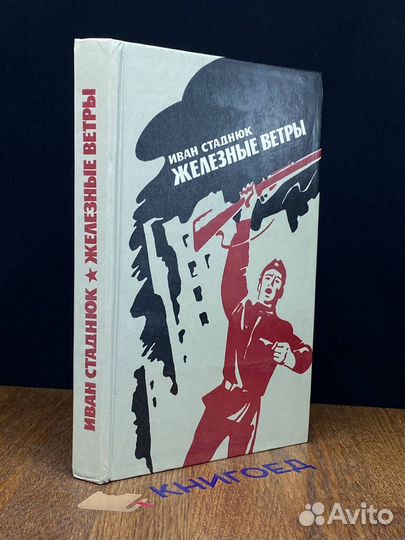 ИВАН СТАДНЮК
ЖЕЛЕЗНЫЕ ВЕТРЫ
ИВАН СТАДНЮК ★ ЖЕЛЕЗНЫЕ ВЕТРЫ
КНИГОЕД
Avito